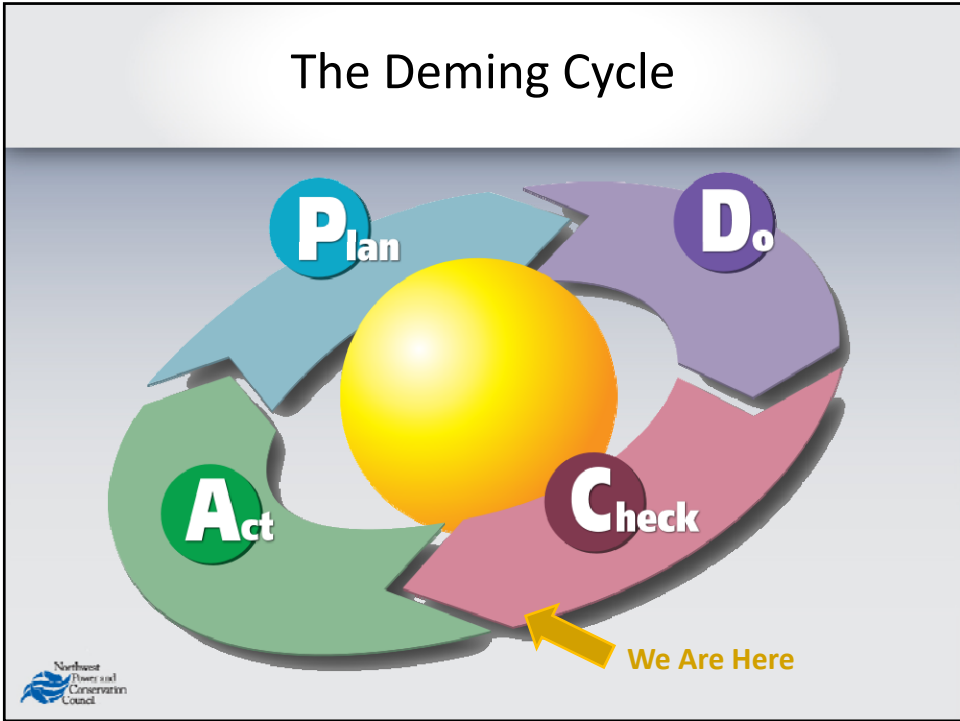 The Deming Cycle
Plan
Do
Act
Check
We Are Here
Northwest
Power and
Conservation
Council